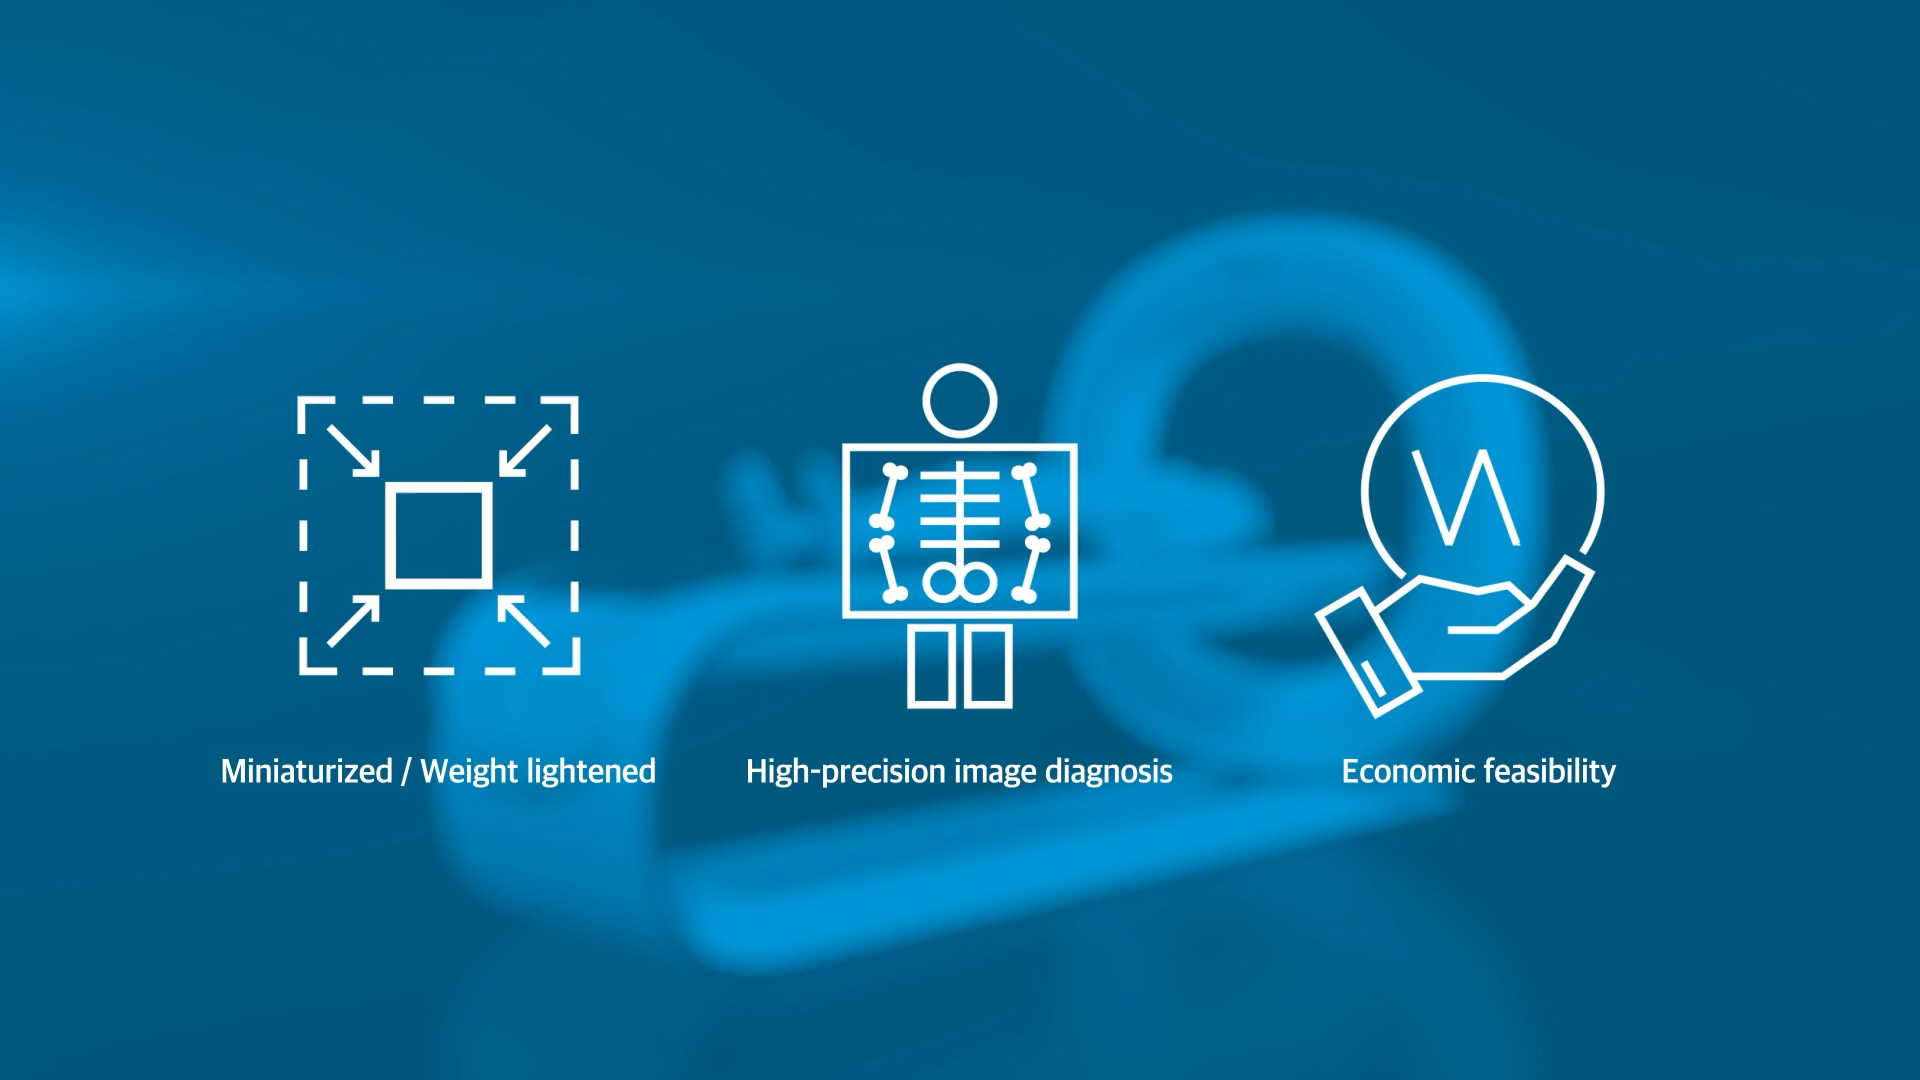 Miniaturized / Weight lightened
High-precision image diagnosis
Economic feasibility